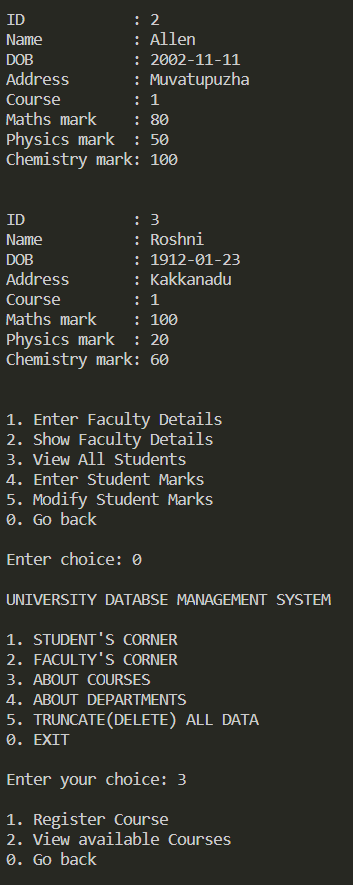 ID            : 2
Name          : Allen
DOB           : 2002-11-11
Address       : Muvatupuzha
Course        : 1
Maths mark    : 80
Physics mark  : 50
Chemistry mark: 100
ID            : 3
Name          : Roshni
DOB           : 1912-01-23
Address       : Kakkanadu
Course        : 1
Maths mark    : 100
Physics mark  : 20
Chemistry mark: 60
1. Enter Faculty Details
2. Show Faculty Details
3. View All Students
4. Enter Student Marks
5. Modify Student Marks
0. Go back
Enter choice: 0
UNIVERSITY DATABSE MANAGEMENT SYSTEM
1. STUDENT'S CORNER
2. FACULTY'S CORNER
3. ABOUT COURSES
4. ABOUT DEPARTMENTS
5. TRUNCATE(DELETE) ALL DATA
0. EXIT
Enter your choice: 3
1. Register Course
2. View available Courses
0. Go back